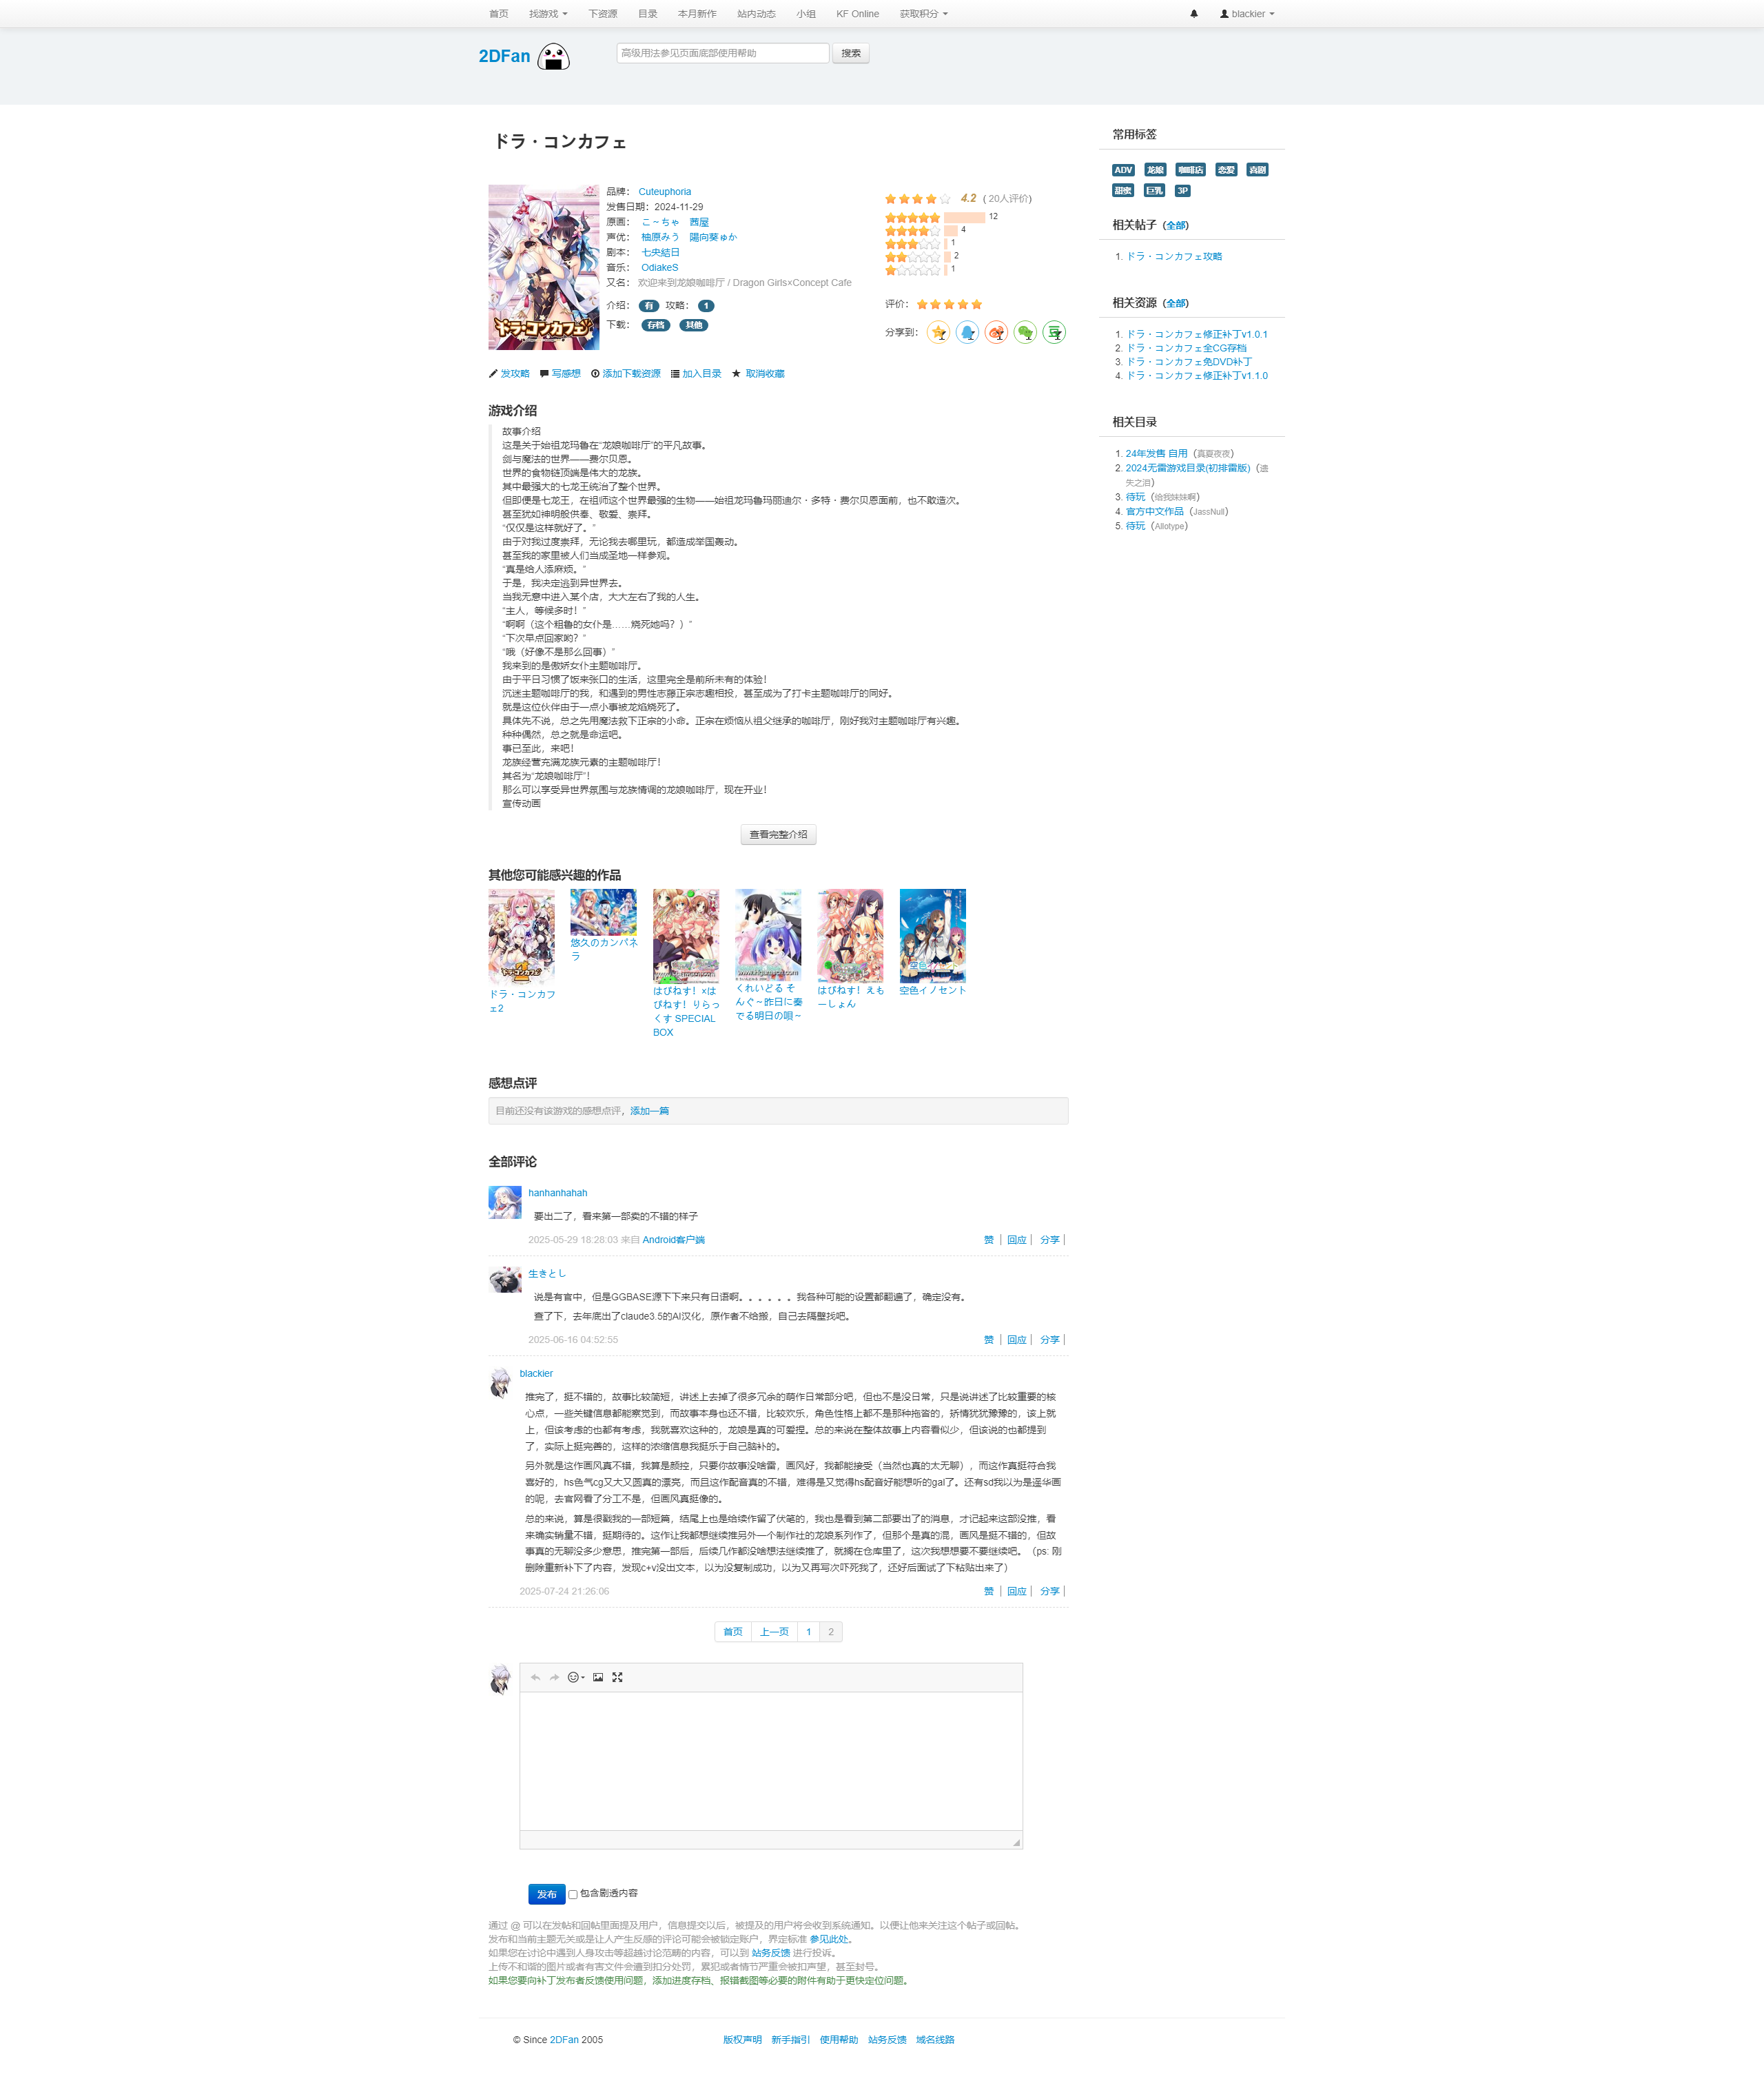 首页 找游戏 下资源 目录 本月新作 站内动态 小组 KF Online 获取积分 blackier
2DFan 高级用法参见页面底部使用帮助 搜索
ドラ・コンカフェ
品牌： Cuteuphoria
发售日期：2024-11-29
原画： こ～ちゃ 茜屋
声优： 柚原みう 陽向葵ゅか
剧本： 七央結日
音乐： OdiakeS
又名： 欢迎来到龙娘咖啡厅 / Dragon Girls×Concept Cafe
介绍： 有 攻略： 1
下载： 存档 其他
4.2 ( 20人评价)
12
4
1
2
1
评价：
分享到：
发攻略 写感想 添加下载资源 加入目录 取消收藏
游戏介绍
故事介绍
这是关于始祖龙玛鲁在“龙娘咖啡厅”的平凡故事。
剑与魔法的世界——费尔贝恩。
世界的食物链顶端是伟大的龙族。
其中最强大的七龙王统治了整个世界。
但即便是七龙王，在祖师这个世界最强的生物——始祖龙玛鲁玛丽迪尔・多特・费尔贝恩面前，也不敢造次。
甚至犹如神明般供奉、敬爱、崇拜。
“仅仅是这样就好了。”
由于对我过度崇拜，无论我去哪里玩，都造成举国轰动。
甚至我的家里被人们当成圣地一样参观。
“真是给人添麻烦。”
于是，我决定逃到异世界去。
当我无意中进入某个店，大大左右了我的人生。
“主人，等候多时！”
“啊啊（这个粗鲁的女仆是……烧死她吗？）”
“下次早点回家哟？”
“哦（好像不是那么回事）”
我来到的是傲娇女仆主题咖啡厅。
由于平日习惯了饭来张口的生活，这里完全是前所未有的体验！
沉迷主题咖啡厅的我，和遇到的男性志藤正宗志趣相投，甚至成为了打卡主题咖啡厅的同好。
就是这位伙伴由于一点小事被龙焰烧死了。
具体先不说，总之先用魔法救下正宗的小命。正宗在烦恼从祖父继承的咖啡厅，刚好我对主题咖啡厅有兴趣。
种种偶然，总之就是命运吧。
事已至此，来吧！
龙族经营充满龙族元素的主题咖啡厅！
其名为“龙娘咖啡厅”！
那么可以享受异世界氛围与龙族情调的龙娘咖啡厅，现在开业！
宣传动画
查看完整介绍
其他您可能感兴趣的作品
ドラ・コンカフェ2
悠久のカンパネラ
はぴねす！×はぴねす！りらっくす SPECIAL BOX
くれいどる そんぐ～昨日に奏でる明日の唄～
はぴねす！えもーしょん
空色イノセント
感想点评
目前还没有该游戏的感想点评，添加一篇
全部评论
hanhanhahah
要出二了，看来第一部卖的不错的样子
2025-05-29 18:28:03 来自 Android客户端 赞 | 回应 | 分享 |
生きとし
说是有官中，但是GGBASE源下下来只有日语啊。。。。。。我各种可能的设置都翻遍了，确定没有。
查了下，去年底出了claude3.5的AI汉化，原作者不给搬，自己去隔壁找吧。
2025-06-16 04:52:55 赞 | 回应 | 分享 |
blackier
推完了，挺不错的，故事比较简短，讲述上去掉了很多冗余的萌作日常部分吧，但也不是没日常，只是说讲述了比较重要的核
心点，一些关键信息都能察觉到，而故事本身也还不错，比较欢乐，角色性格上都不是那种拖沓的，矫情犹犹豫豫的，该上就
上，但该考虑的也都有考虑，我就喜欢这种的，龙娘是真的可爱捏。总的来说在整体故事上内容看似少，但该说的也都提到
了，实际上挺完善的，这样的浓缩信息我挺乐于自己脑补的。
另外就是这作画风真不错，我算是颜控，只要你故事没啥雷，画风好，我都能接受（当然也真的太无聊），而这作真挺符合我
喜好的，hs色气cg又大又圆真的漂亮，而且这作配音真的不错，难得是又觉得hs配音好能想听的gal了。还有sd我以为是遥华画
的呢，去官网看了分工不是，但画风真挺像的。
总的来说，算是很戳我的一部短篇，结尾上也是给续作留了伏笔的，我也是看到第二部要出了的消息，才记起来这部没推，看
来确实销量不错，挺期待的。这作让我都想继续推另外一个制作社的龙娘系列作了，但那个是真的混，画风是挺不错的，但故
事真的无聊没多少意思，推完第一部后，后续几作都没啥想法继续推了，就搁在仓库里了，这次我想想要不要继续吧。（ps: 刚
删除重新补下了内容，发现c+v没出文本，以为没复制成功，以为又再写次吓死我了，还好后面试了下粘贴出来了）
2025-07-24 21:26:06 赞 | 回应 | 分享 |
首页 上一页 1 2
发布 包含剧透内容
通过 @ 可以在发帖和回帖里面提及用户，信息提交以后，被提及的用户将会收到系统通知。以便让他来关注这个帖子或回帖。
发布和当前主题无关或是让人产生反感的评论可能会被锁定账户，界定标准 参见此处。
如果您在讨论中遇到人身攻击等超越讨论范畴的内容，可以到 站务反馈 进行投诉。
上传不和谐的图片或者有害文件会遭到扣分处罚，累犯或者情节严重会被扣声望，甚至封号。
如果您要向补丁发布者反馈使用问题，添加进度存档、报错截图等必要的附件有助于更快定位问题。
常用标签
ADV 龙娘 咖啡店 恋爱 喜剧
甜蜜 巨乳 3P
相关帖子（全部）
1. ドラ・コンカフェ攻略
相关资源（全部）
1. ドラ・コンカフェ修正补丁v1.0.1
2. ドラ・コンカフェ全CG存档
3. ドラ・コンカフェ免DVD补丁
4. ドラ・コンカフェ修正补丁v1.1.0
相关目录
1. 24年发售 自用（真夏夜夜）
2. 2024无雷游戏目录(初排雷版)（遗
失之泪）
3. 待玩（给我妹妹啊）
4. 官方中文作品（JassNull）
5. 待玩（Allotype）
© Since 2DFan 2005 版权声明 新手指引 使用帮助 站务反馈 域名线路